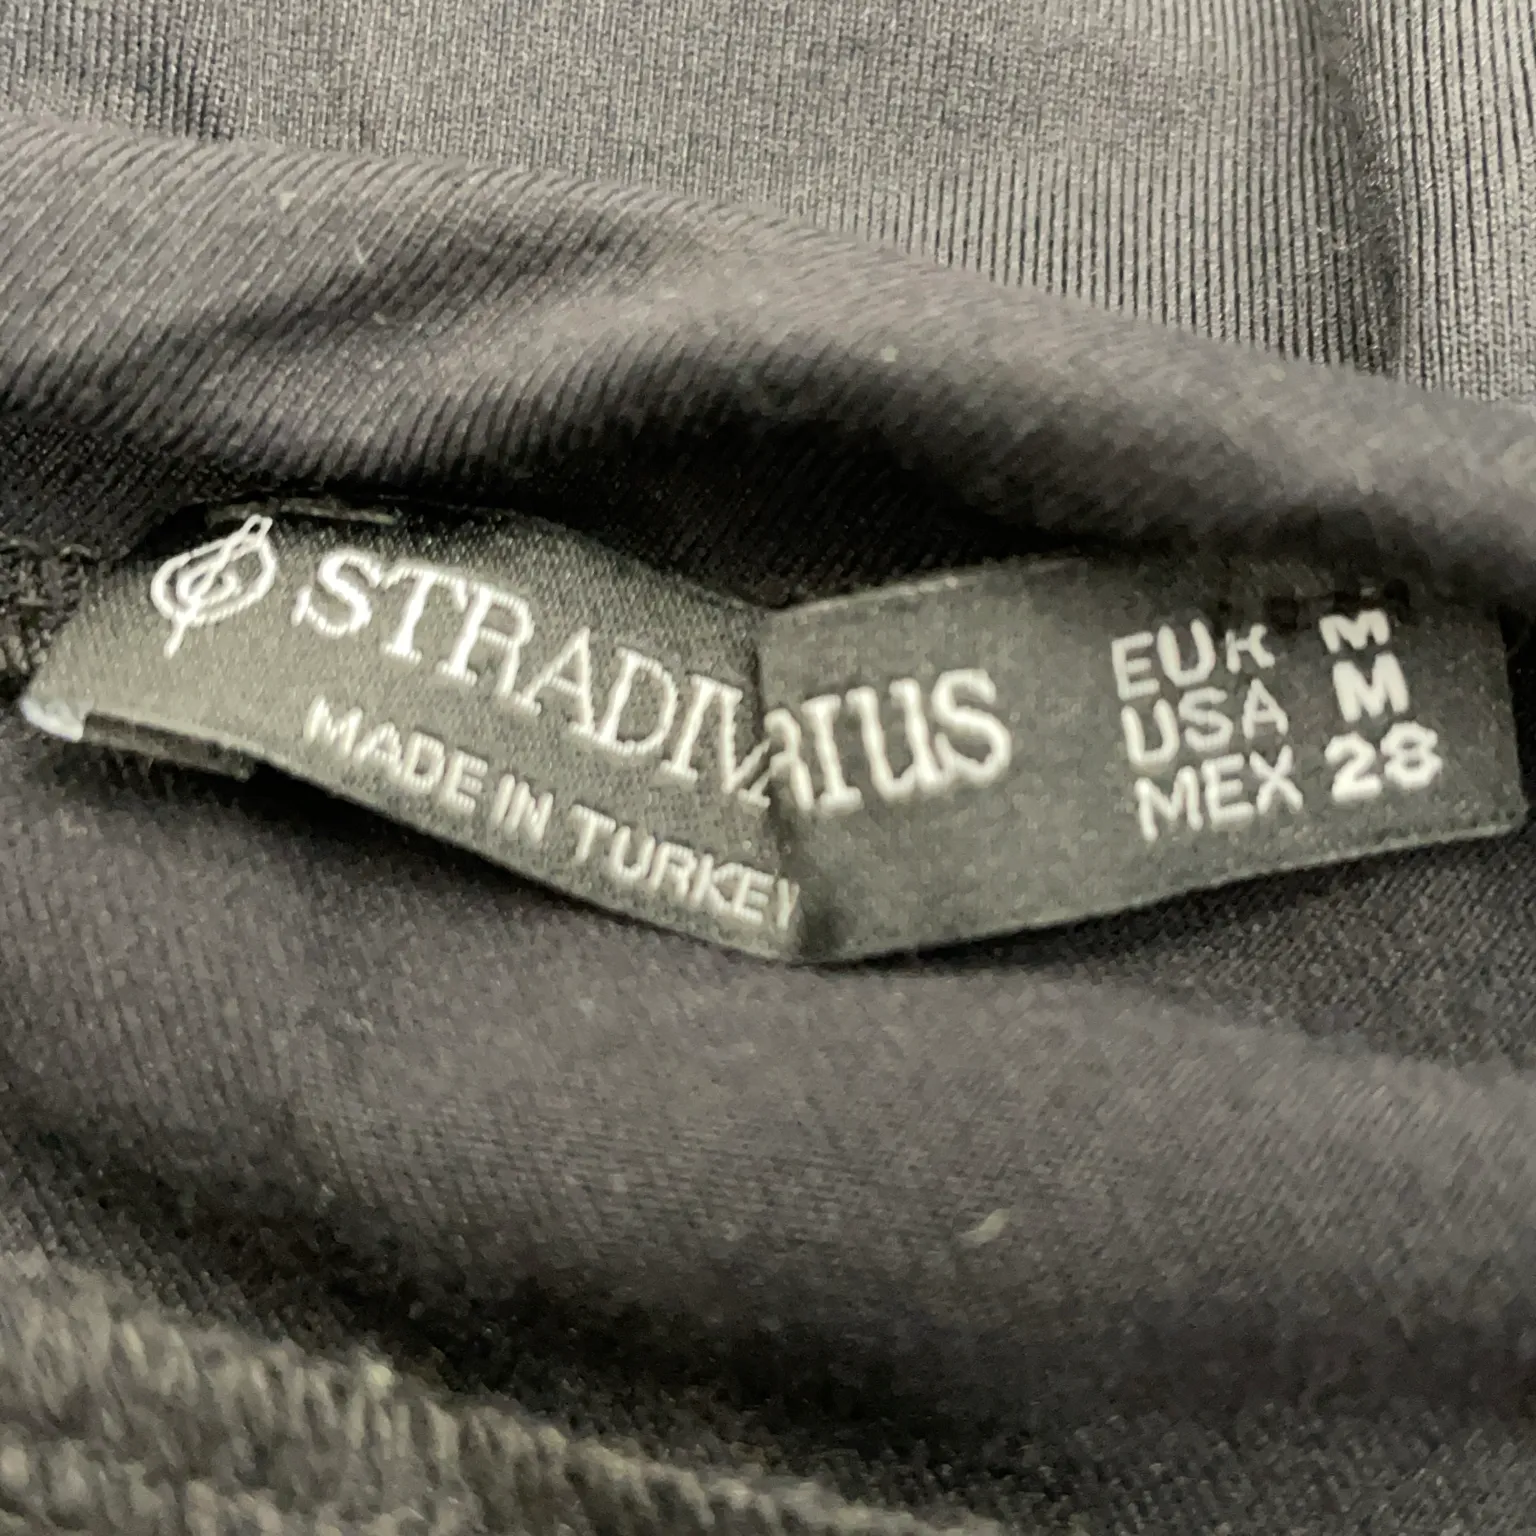 STRADIVARIUS
MADE IN TURKEY
EUR M
USA M
MEX 28